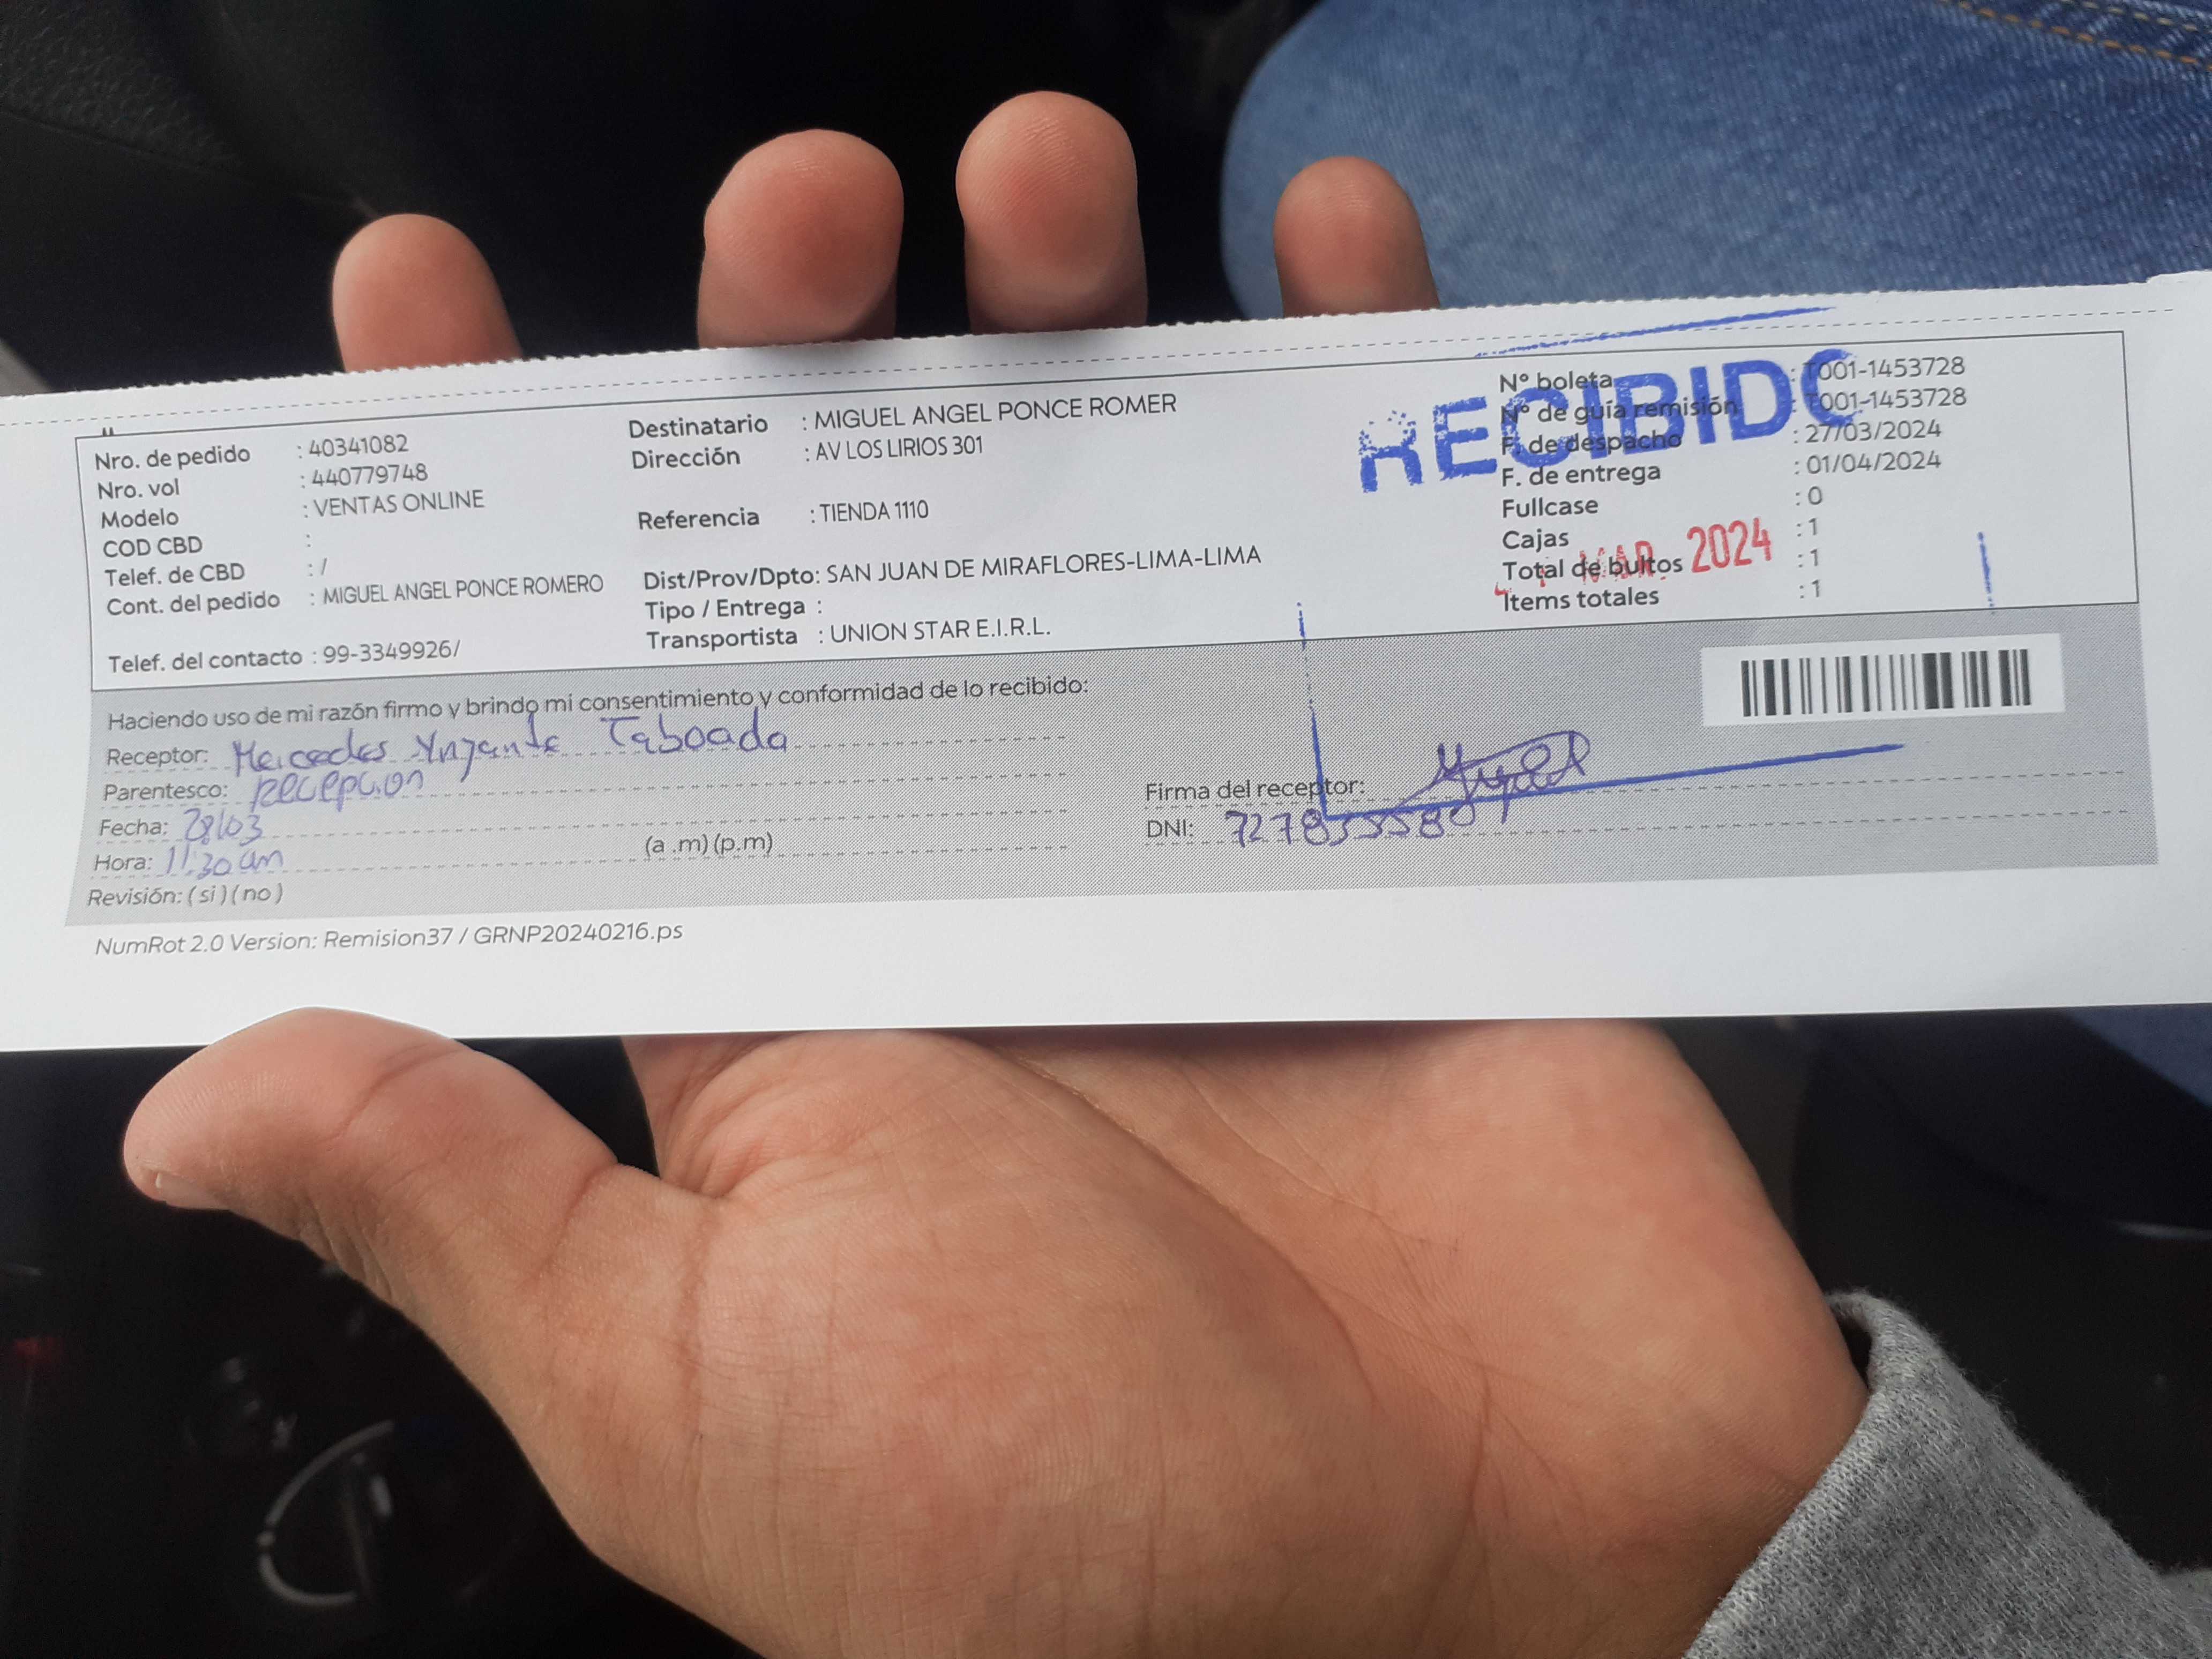 Nro. de pedido : 40341082
Nro. vol : 440779748
Modelo : VENTAS ONLINE
COD CBD :
Telef. de CBD : /
Cont. del pedido : MIGUEL ANGEL PONCE ROMERO
Telef. del contacto : 99-3349926/
Destinatario : MIGUEL ANGEL PONCE ROMER
Dirección : AV LOS LIRIOS 301
Referencia : TIENDA 1110
Dist/Prov/Dpto: SAN JUAN DE MIRAFLORES-LIMA-LIMA
Tipo / Entrega :
Transportista : UNION STAR E.I.R.L.
RECIBIDO
Nº boleta : T001-1453728
Nº de guía remisión : T001-1453728
F. de despacho : 27/03/2024
F. de entrega : 01/04/2024
Fullcase : 0
Cajas : 1
MAR. 2024
Total de bultos : 1
Items totales : 1
Haciendo uso de mi razón firmo y brindo mi consentimiento y conformidad de lo recibido:
Receptor: Mercedes Taboada
Parentesco: Recepcion
Fecha: 28/03
Hora: 11:30 am (a .m) (p.m)
Revisión: ( si ) ( no )
Firma del receptor:
DNI:
NumRot 2.0 Version: Remision37 / GRNP20240216.ps